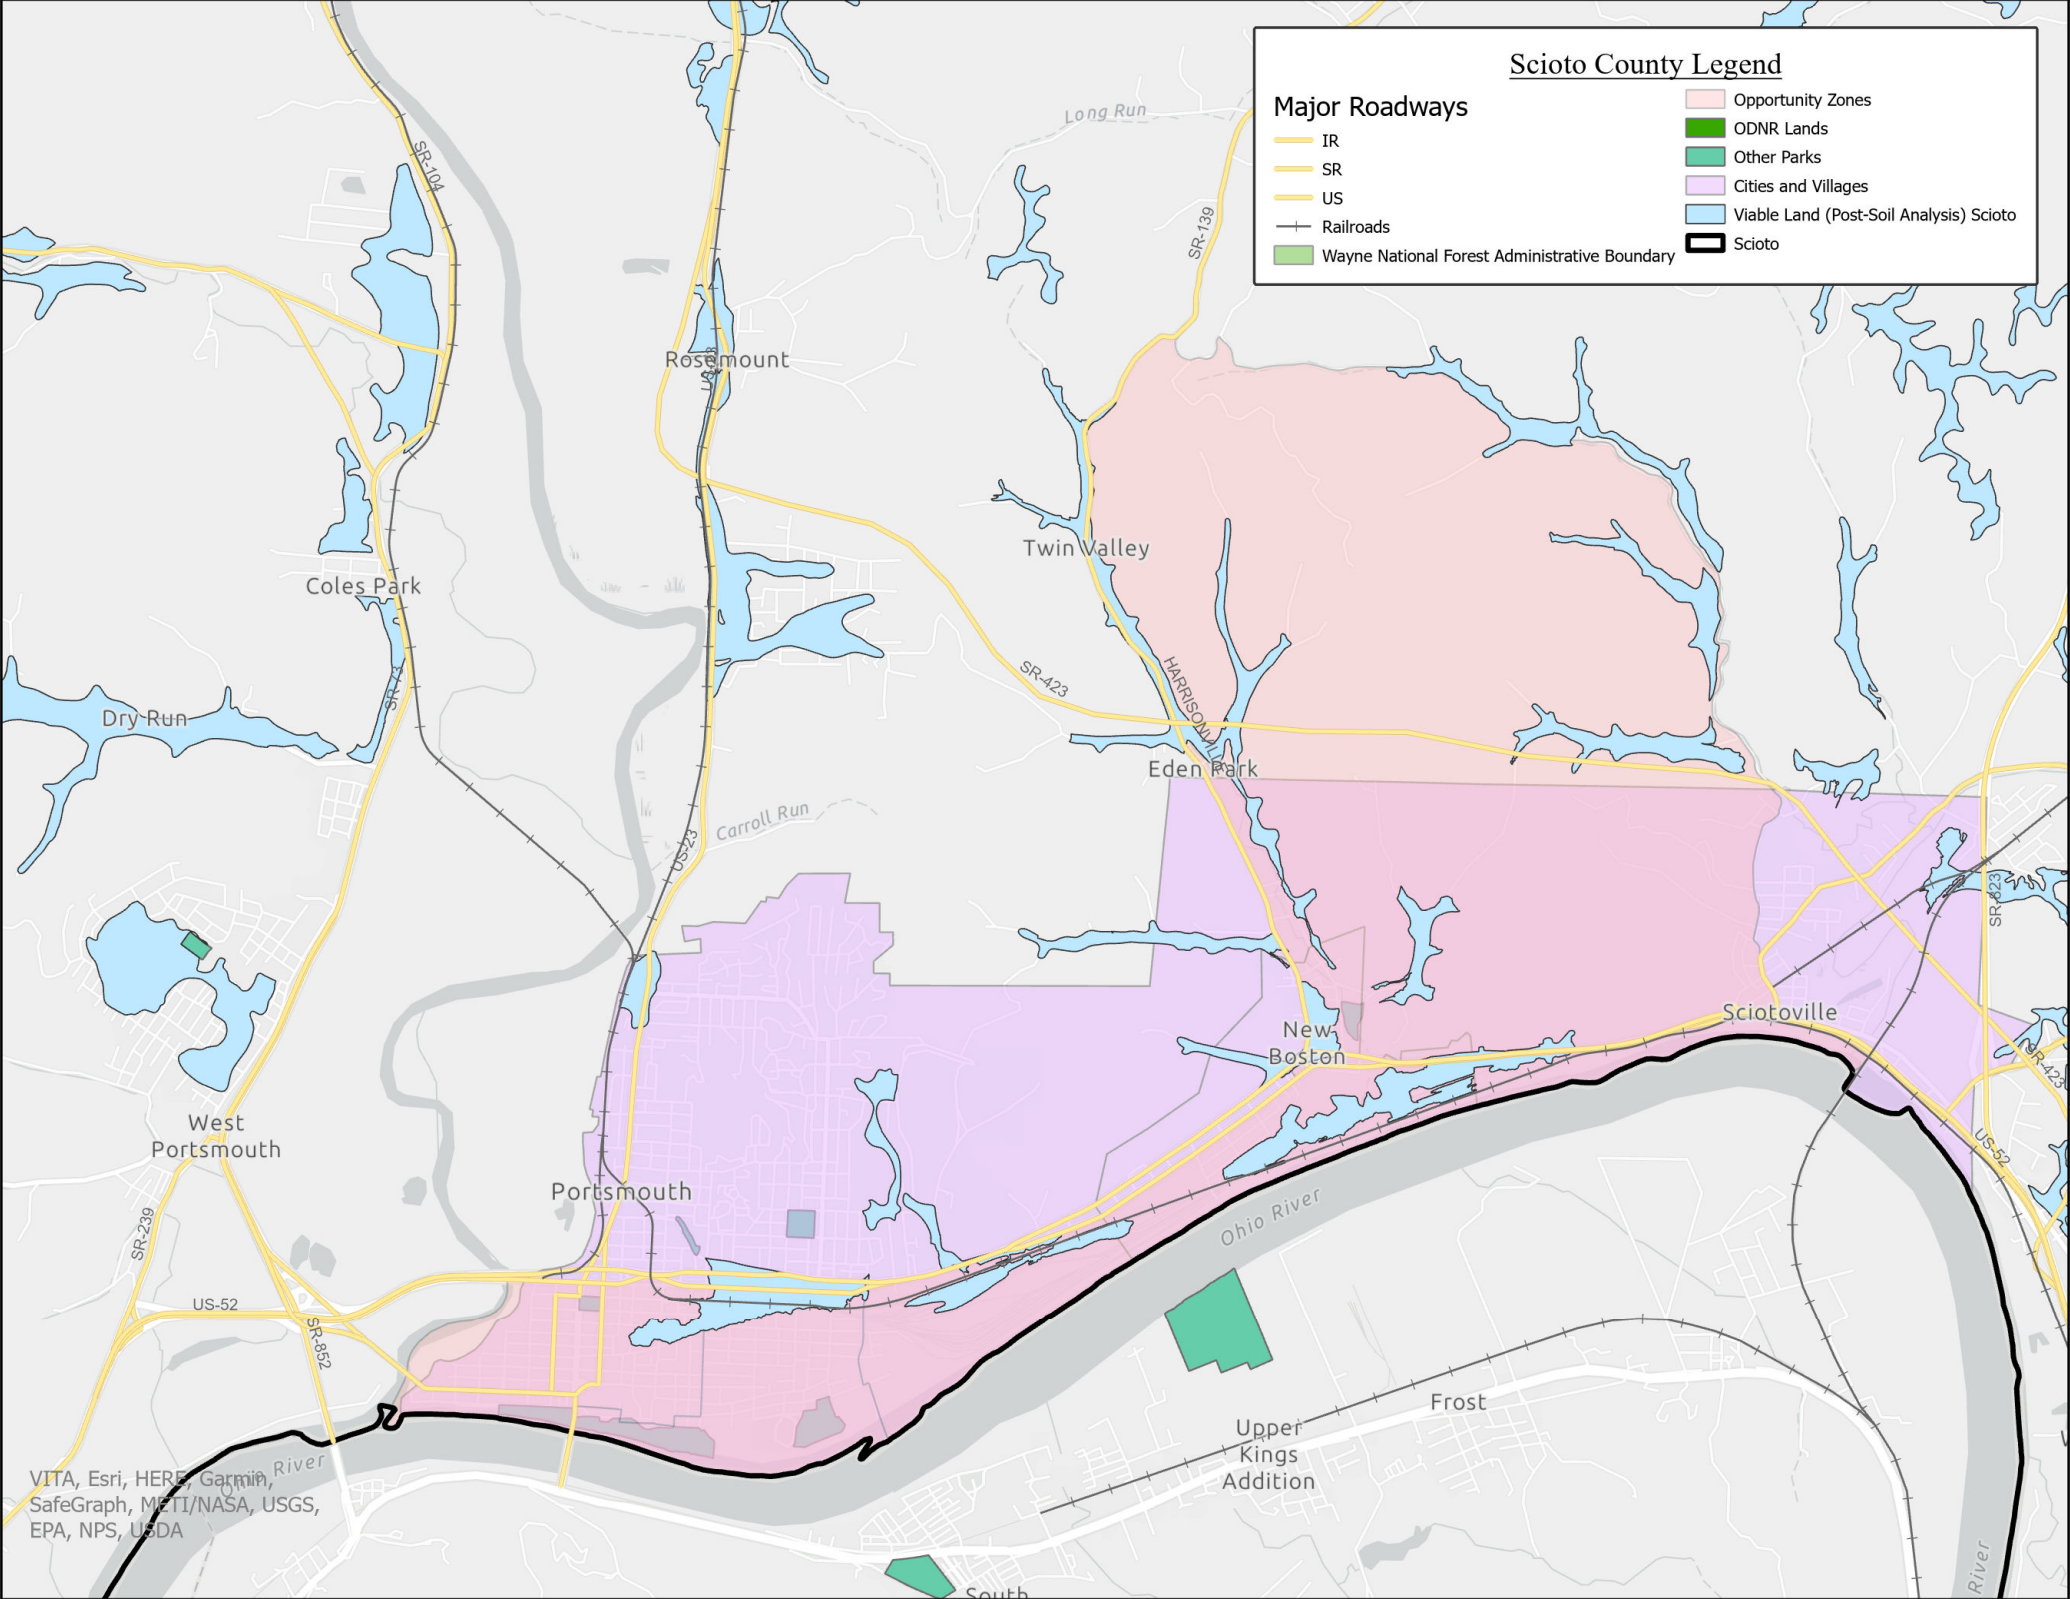 Scioto County Legend
Major Roadways
IR
SR
US
Railroads
Wayne National Forest Administrative Boundary
Opportunity Zones
ODNR Lands
Other Parks
Cities and Villages
Viable Land (Post-Soil Analysis) Scioto
Scioto
Long Run
SR-104
SR-139
Rosemount
Twin Valley
Coles Park
HARRISONVILLE
SR-423
SR-73
Dry Run
Eden Park
Carroll Run
US-23
SR-823
Sciotoville
New
Boston
SR-423
West
Portsmouth
US-52
Portsmouth
Ohio River
SR-239
US-52
SR-852
Frost
Upper
Kings
Addition
Ohio River
VITA, Esri, HERE, Garmin,
SafeGraph, METI/NASA, USGS,
EPA, NPS, USDA
River
South